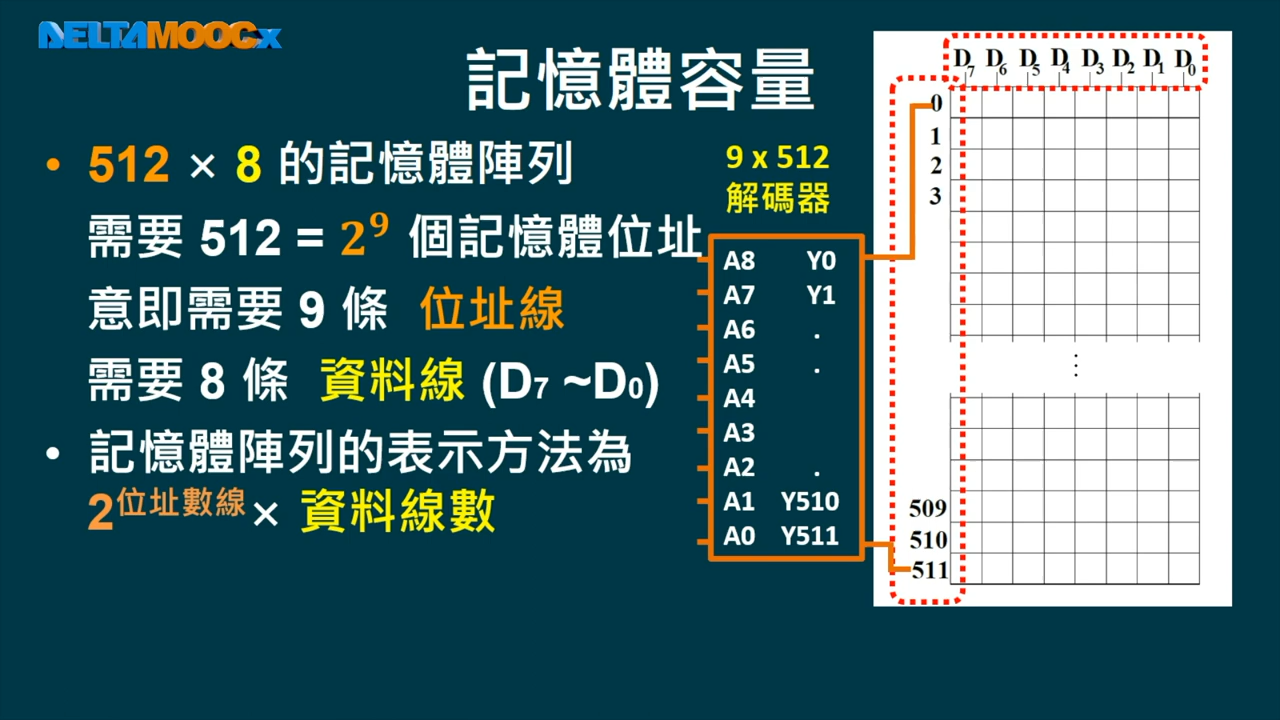 DELTAMOOCx
記憶體容量
• 512 × 8 的記憶體陣列
需要 512 = 2⁹ 個記憶體位址
意即需要 9 條 位址線
需要 8 條 資料線 (D₇ ~D₀)
• 記憶體陣列的表示方法為
2^位址數線 × 資料線數
9 x 512
解碼器
A8 Y0
A7 Y1
A6 .
A5 .
A4
A3
A2 .
A1 Y510
A0 Y511
D₇ D₆ D₅ D₄ D₃ D₂ D₁ D₀
0
1
2
3
⋮
509
510
511